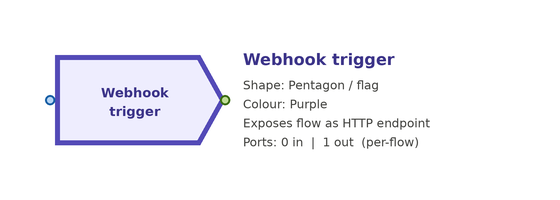 Webhook
trigger
Webhook trigger
Shape: Pentagon / flag
Colour: Purple
Exposes flow as HTTP endpoint
Ports: 0 in  |  1 out  (per-flow)